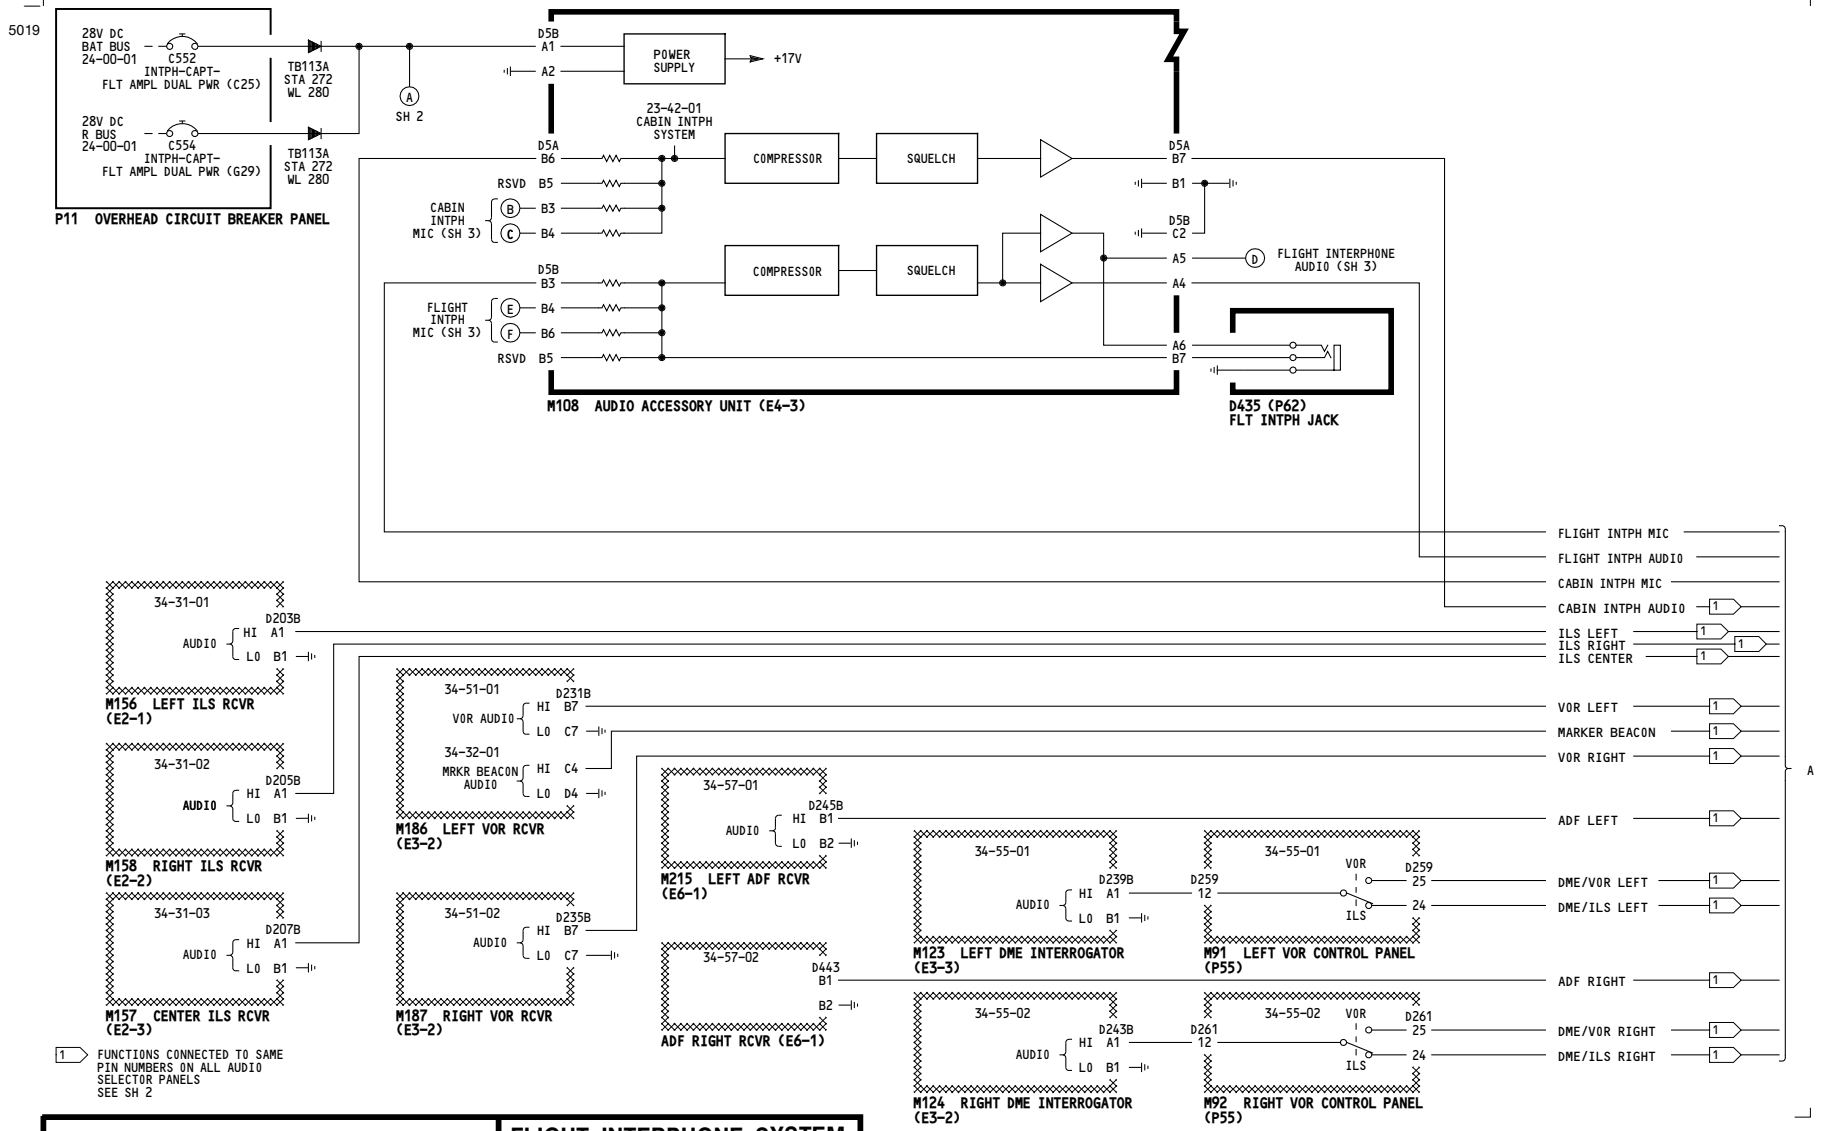 5019
28V DC
BAT BUS
24-00-01
C552
INTPH-CAPT-
FLT AMPL DUAL PWR (C25)
TB113A
STA 272
WL 280
A
SH 2
28V DC
R BUS
24-00-01
C554
INTPH-CAPT-
FLT AMPL DUAL PWR (G29)
TB113A
STA 272
WL 280
P11 OVERHEAD CIRCUIT BREAKER PANEL
D5B
A1
A2
POWER
SUPPLY
+17V
23-42-01
CABIN INTPH
SYSTEM
D5A
B6
RSVD B5
CABIN
INTPH
MIC (SH 3)
B B3
C B4
COMPRESSOR
SQUELCH
D5A
B7
B1
D5B
C2
A5
D
FLIGHT INTERPHONE
AUDIO (SH 3)
A4
D5B
B3
FLIGHT
INTPH
MIC (SH 3)
E B4
F B6
RSVD B5
COMPRESSOR
SQUELCH
A6
B7
M108 AUDIO ACCESSORY UNIT (E4-3)
D435 (P62)
FLT INTPH JACK
FLIGHT INTPH MIC
FLIGHT INTPH AUDIO
CABIN INTPH MIC
CABIN INTPH AUDIO 1
ILS LEFT 1
ILS RIGHT 1
ILS CENTER 1
VOR LEFT 1
MARKER BEACON 1
VOR RIGHT 1
A
ADF LEFT 1
DME/VOR LEFT 1
DME/ILS LEFT 1
ADF RIGHT 1
DME/VOR RIGHT 1
DME/ILS RIGHT 1
34-31-01
D203B
AUDIO
HI A1
LO B1
M156 LEFT ILS RCVR
(E2-1)
34-31-02
D205B
AUDIO
HI A1
LO B1
M158 RIGHT ILS RCVR
(E2-2)
34-31-03
D207B
AUDIO
HI A1
LO B1
M157 CENTER ILS RCVR
(E2-3)
34-51-01
D231B
VOR AUDIO
HI B7
LO C7
34-32-01
MRKR BEACON
AUDIO
HI C4
LO D4
M186 LEFT VOR RCVR
(E3-2)
34-51-02
D235B
AUDIO
HI B7
LO C7
M187 RIGHT VOR RCVR
(E3-2)
34-57-01
D245B
AUDIO
HI B1
LO B2
M215 LEFT ADF RCVR
(E6-1)
34-57-02
D443
B1
B2
ADF RIGHT RCVR (E6-1)
34-55-01
D239B
AUDIO
HI A1
LO B1
M123 LEFT DME INTERROGATOR
(E3-3)
34-55-01
D259
12
VOR
ILS
D259
25
24
M91 LEFT VOR CONTROL PANEL
(P55)
34-55-02
D243B
AUDIO
HI A1
LO B1
M124 RIGHT DME INTERROGATOR
(E3-2)
34-55-02
D261
12
VOR
ILS
D261
25
24
M92 RIGHT VOR CONTROL PANEL
(P55)
1 FUNCTIONS CONNECTED TO SAME
PIN NUMBERS ON ALL AUDIO
SELECTOR PANELS
SEE SH 2
FLIGHT INTERPHONE SYSTEM